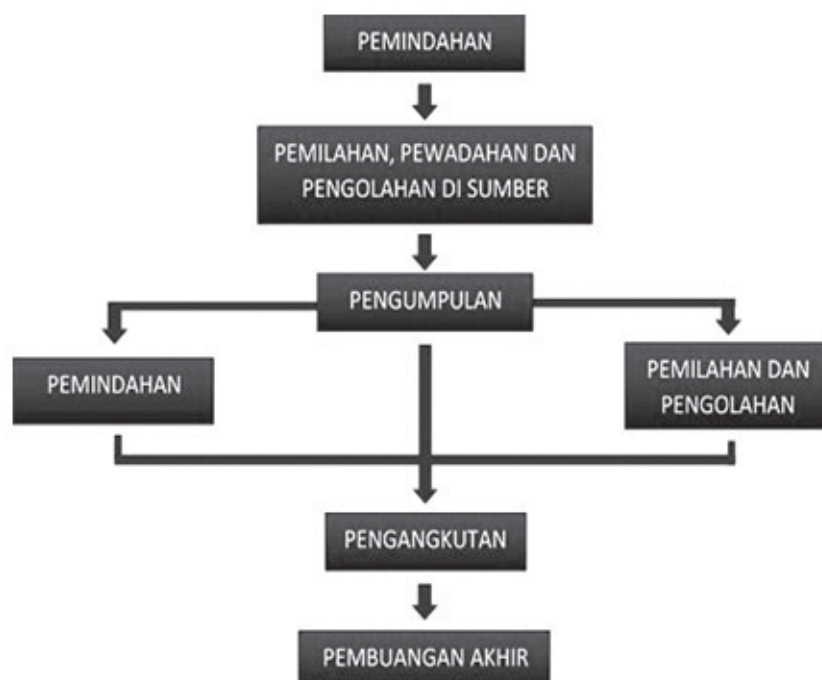 PEMINDAHAN
PEMILAHAN, PEWADAHAN DAN
PENGOLAHAN DI SUMBER
PENGUMPULAN
PEMINDAHAN
PEMILAHAN DAN
PENGOLAHAN
PENGANGKUTAN
PEMBUANGAN AKHIR